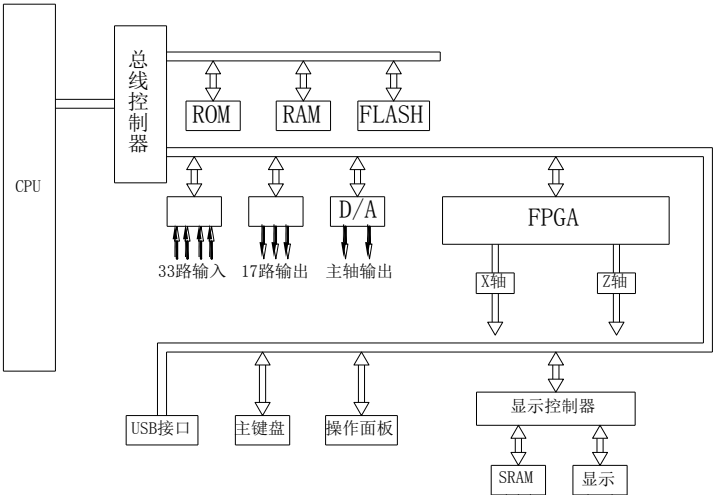 总线控制器
ROM
RAM
FLASH
CPU
D/A
FPGA
33路输入
17路输出
主轴输出
X轴
Z轴
显示控制器
USB接口
主键盘
操作面板
SRAM
显示